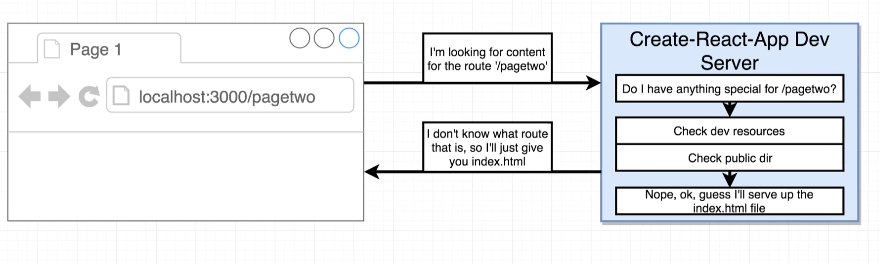 Page 1
localhost:3000/pagetwo
I'm looking for content
for the route '/pagetwo'
I don't know what route
that is, so I'll just give
you index.html
Create-React-App Dev
Server
Do I have anything special for /pagetwo?
Check dev resources
Check public dir
Nope, ok, guess I'll serve up the
index.html file